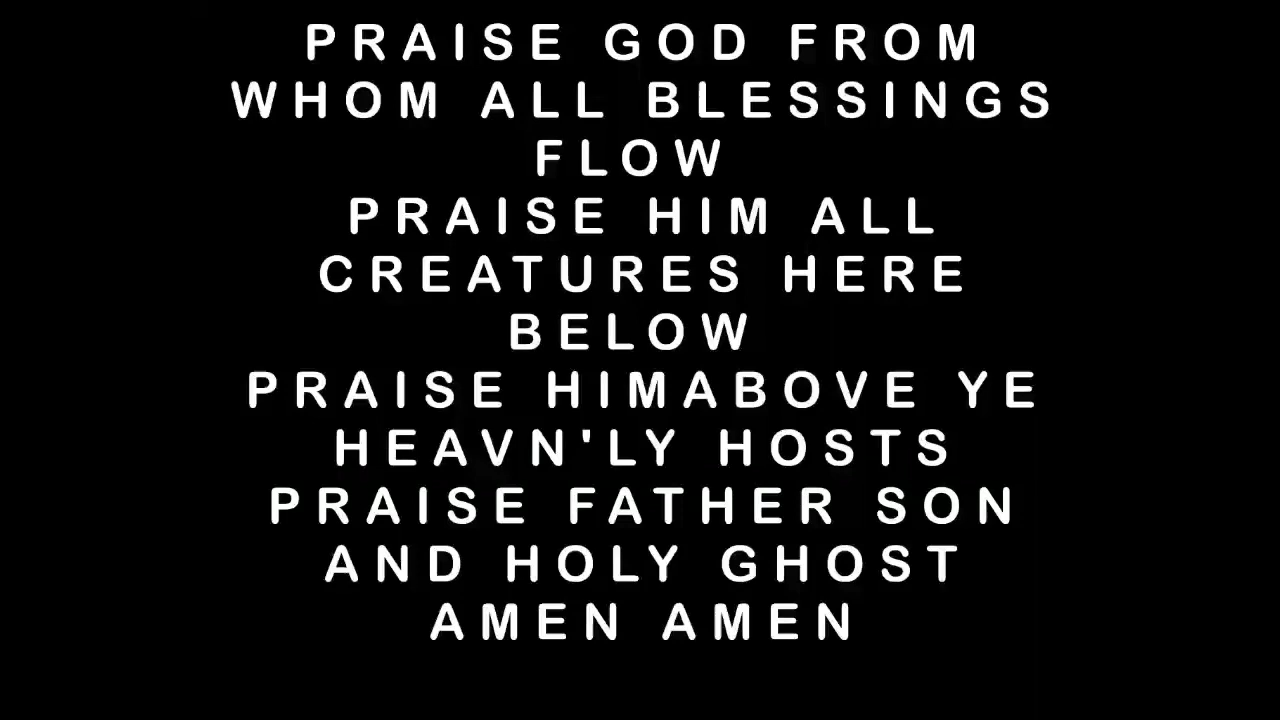 PRAISE GOD FROM
WHOM ALL BLESSINGS
FLOW
PRAISE HIM ALL
CREATURES HERE
BELOW
PRAISE HIMABOVE YE
HEAVN'LY HOSTS
PRAISE FATHER SON
AND HOLY GHOST
AMEN AMEN